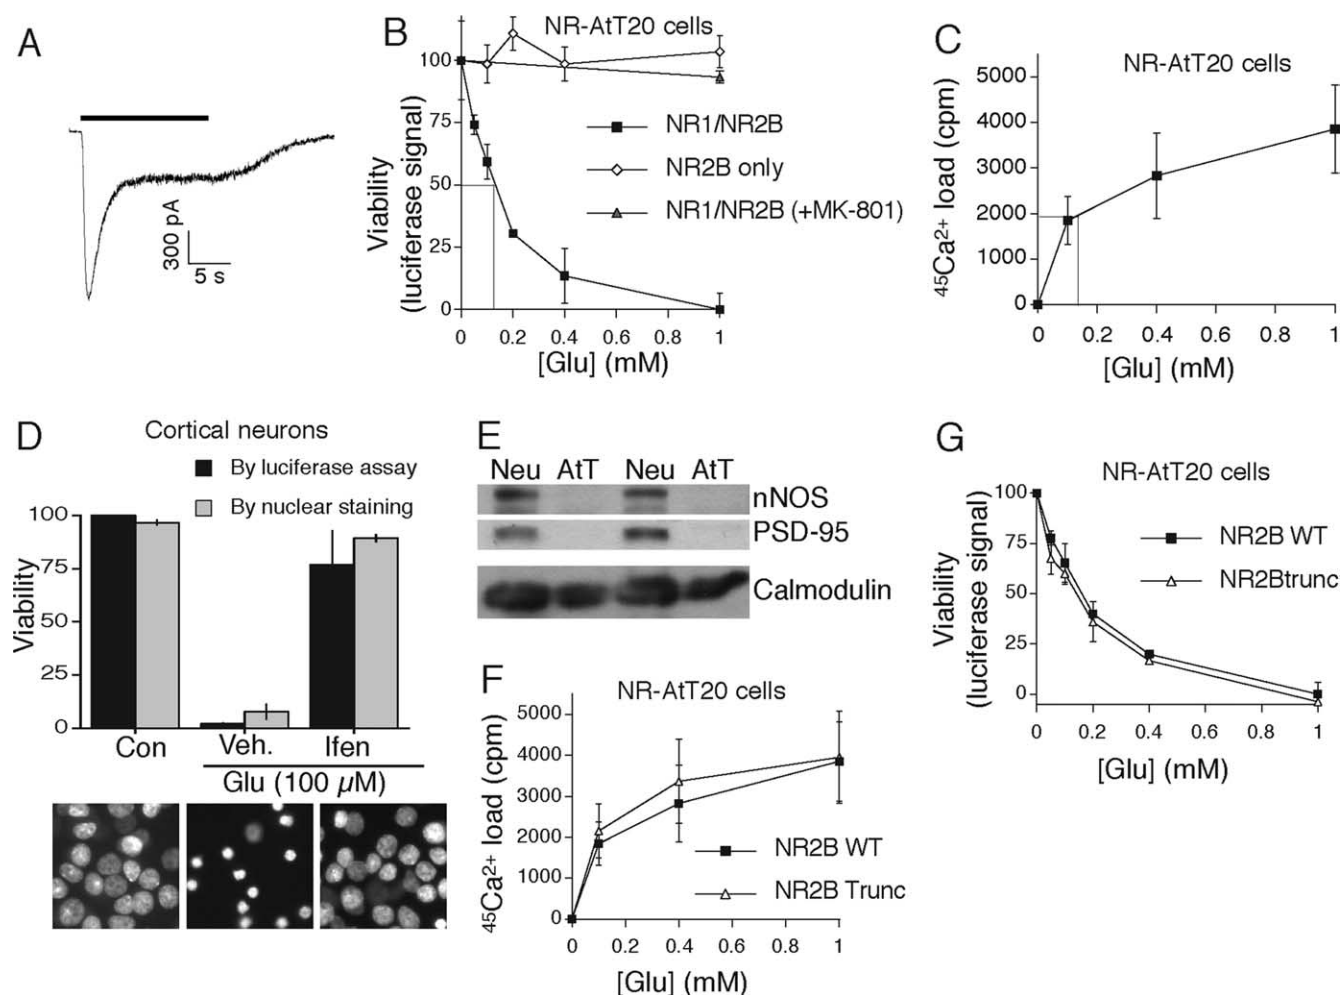 A
300 pA
5 s
B
NR-AtT20 cells
Viability
(luciferase signal)
100
75
50
25
0
NR1/NR2B
NR2B only
NR1/NR2B (+MK-801)
0 0.2 0.4 0.6 0.8 1
[Glu] (mM)
C
NR-AtT20 cells
45Ca2+ load (cpm)
5000
4000
3000
2000
1000
0
0 0.2 0.4 0.6 0.8 1
[Glu] (mM)
D
Cortical neurons
By luciferase assay
By nuclear staining
Viability
100
75
50
25
0
Con Veh. Ifen
Glu (100 µM)
E
Neu AtT Neu AtT
nNOS
PSD-95
Calmodulin
F
NR-AtT20 cells
45Ca2+ load (cpm)
5000
4000
3000
2000
1000
0
NR2B WT
NR2B Trunc
0 0.2 0.4 0.6 0.8 1
[Glu] (mM)
G
NR-AtT20 cells
Viability
(luciferase signal)
100
75
50
25
0
NR2B WT
NR2Btrunc
0 0.2 0.4 0.6 0.8 1
[Glu] (mM)